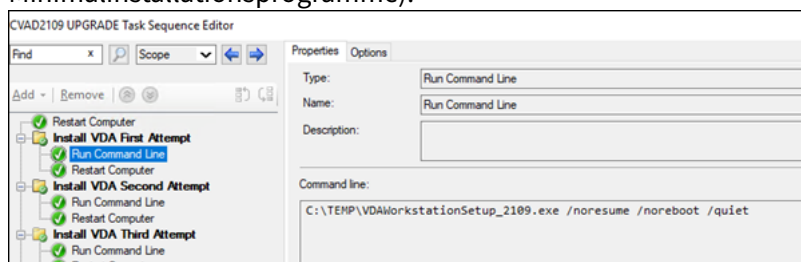 Minimalinstallationsprogramme).
CVAD2109 UPGRADE Task Sequence Editor
Find x Scope
Properties Options
Type: Run Command Line
Add Remove
Name: Run Command Line
Restart Computer
Description:
Install VDA First Attempt
Run Command Line
Restart Computer
Install VDA Second Attempt
Command line:
Run Command Line
C:\TEMP\VDAWorkstationSetup_2109.exe /noresume /noreboot /quiet
Restart Computer
Install VDA Third Attempt
Run Command Line